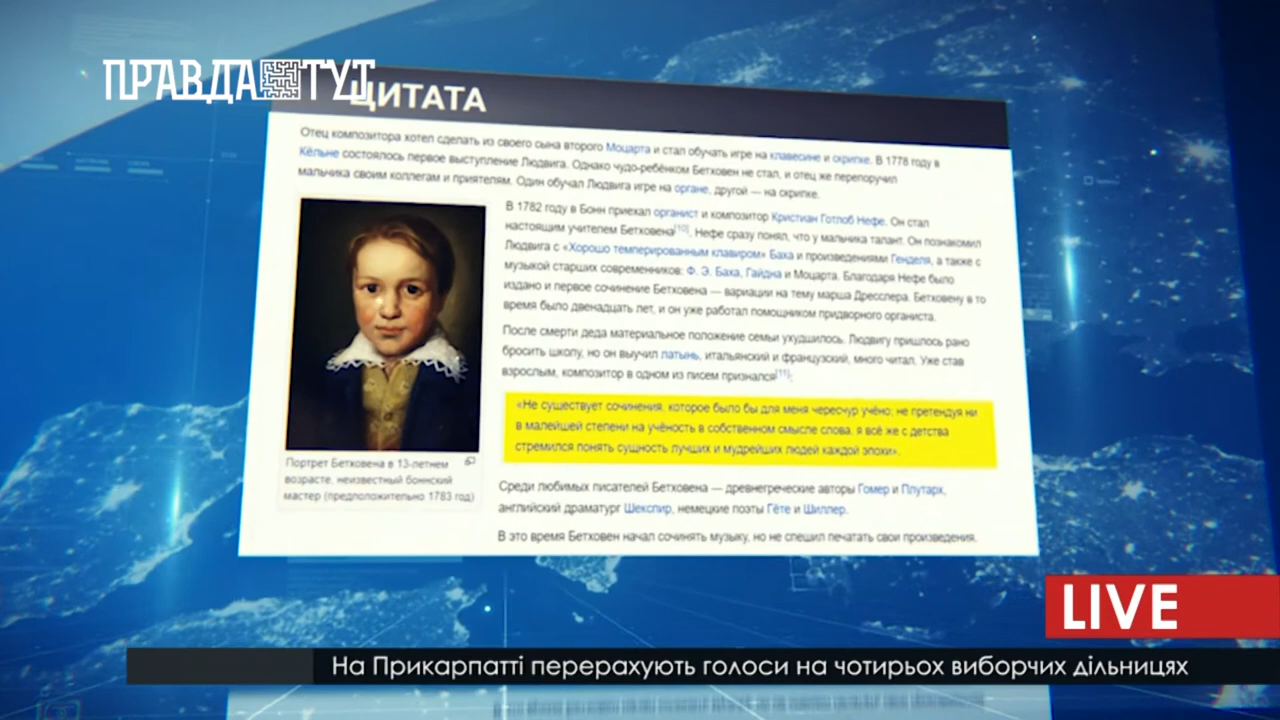 ПРАВДА ТУТ
ЦИТАТА
Отец композитора хотел сделать из своего сына второго Моцарта и стал обучать игре на клавесине и скрипке. В 1778 году в
Кёльне состоялось первое выступление Людвига. Однако чудо-ребёнком Бетховен не стал, и отец же перепоручил
мальчика своим коллегам и приятелям. Один обучал Людвига игре на органе, другой — на скрипке.
В 1782 году в Бонн приехал органист и композитор Кристиан Готлоб Нефе. Он стал
настоящим учителем Бетховена[10]. Нефе сразу понял, что у мальчика талант. Он познакомил
Людвига с «Хорошо темперированным клавиром» Баха и произведениями Генделя, а также с
музыкой старших современников: Ф. Э. Баха, Гайдна и Моцарта. Благодаря Нефе было
издано и первое сочинение Бетховена — вариации на тему марша Дресслера. Бетховену в то
время было двенадцать лет, и он уже работал помощником придворного органиста.
После смерти деда материальное положение семьи ухудшилось. Людвигу пришлось рано
бросить школу, но он выучил латынь, итальянский и французский, много читал. Уже став
взрослым, композитор в одном из писем признался[11]:
«Не существует сочинения, которое было бы для меня чересчур учёно; не претендуя ни
в малейшей степени на учёность в собственном смысле слова, я всё же с детства
стремился понять сущность лучших и мудрейших людей каждой эпохи».
Портрет Бетховена в 13-летнем
возрасте, неизвестный боннский
мастер (предположительно 1783 год)
Среди любимых писателей Бетховена — древнегреческие авторы Гомер и Плутарх,
английский драматург Шекспир, немецкие поэты Гёте и Шиллер.
В это время Бетховен начал сочинять музыку, но не спешил печатать свои произведения.
LIVE
На Прикарпатті перерахують голоси на чотирьох виборчих дільницях